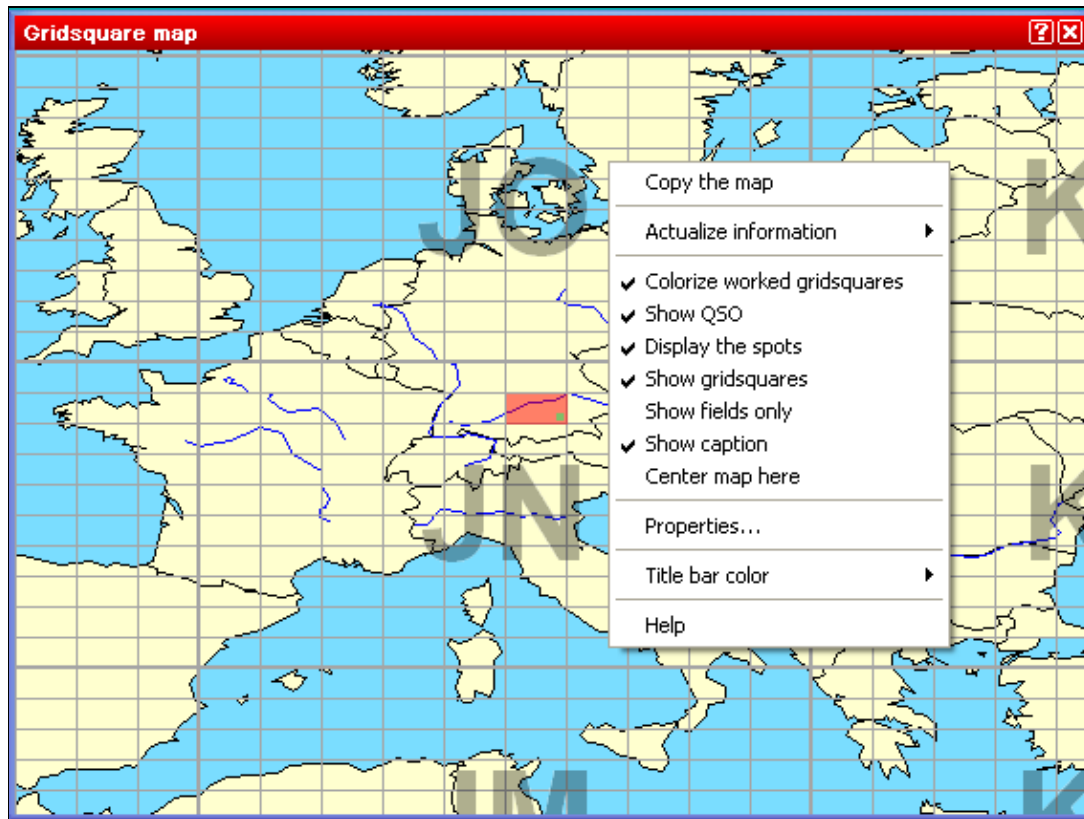 Gridsquare map
JO
K
Copy the map
Actualize information
Colorize worked gridsquares
Show QSO
Display the spots
Show gridsquares
Show fields only
Show caption
Center map here
JN
K
Properties...
Title bar color
Help
JM
K